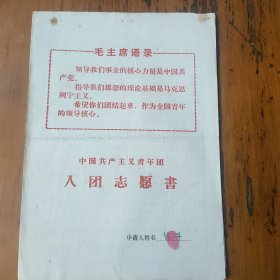 毛主席语录
领导我们事业的核心力量是中国共
产党。
指导我们思想的理论基础是马克思
列宁主义。
希望你们团结起来，作为全国青年
的领导核心。
中国共产主义青年团
入团志愿書
申请人姓名